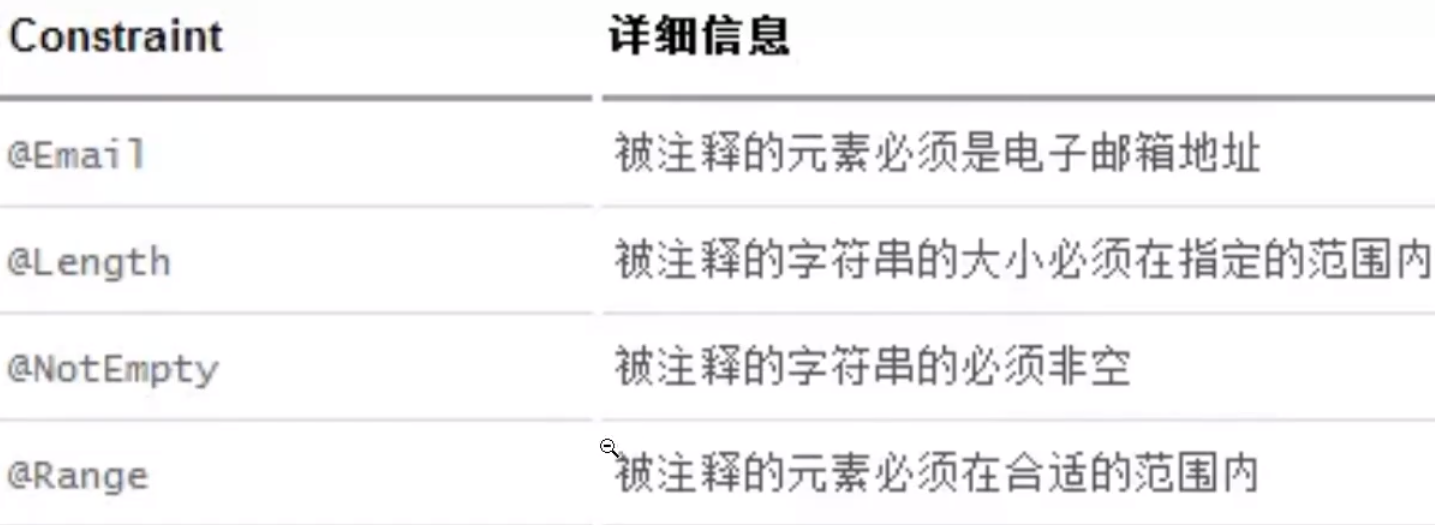 Constraint 详细信息
@Email 被注释的元素必须是电子邮箱地址
@Length 被注释的字符串的大小必须在指定的范围内
@NotEmpty 被注释的字符串的必须非空
@Range 被注释的元素必须在合适的范围内